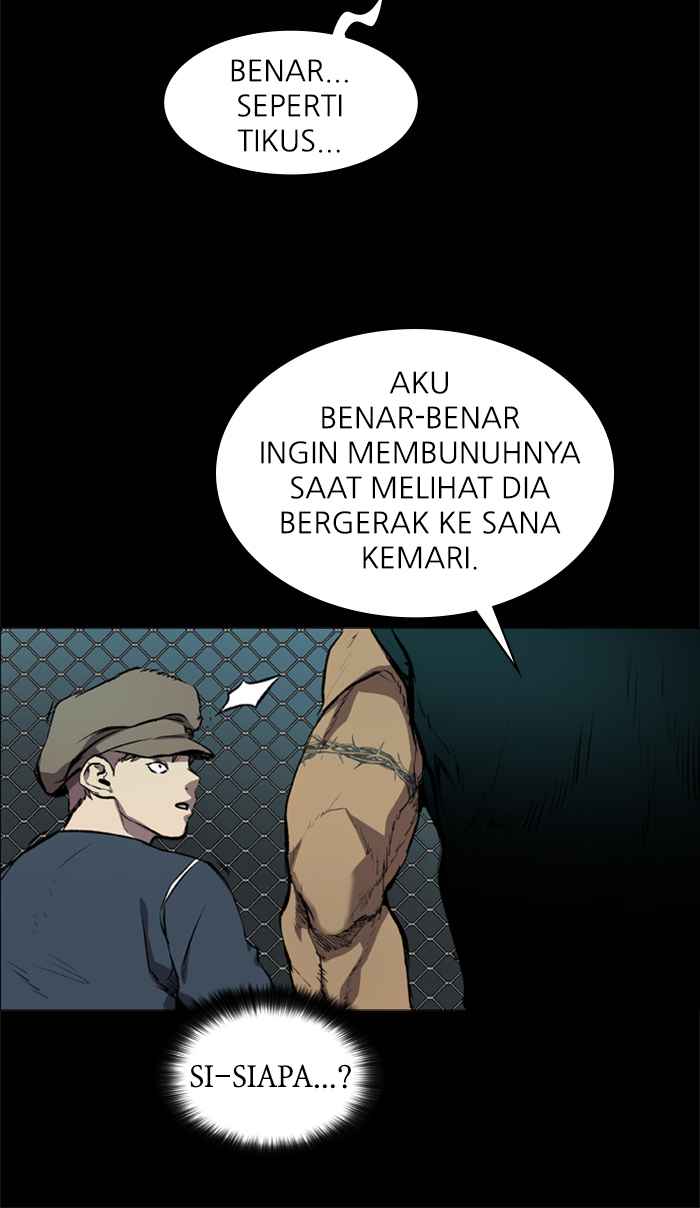 BENAR...
SEPERTI
TIKUS...
AKU
BENAR-BENAR
INGIN MEMBUNUHNYA
SAAT MELIHAT DIA
BERGERAK KE SANA
KEMARI.
SI-SIAPA...?